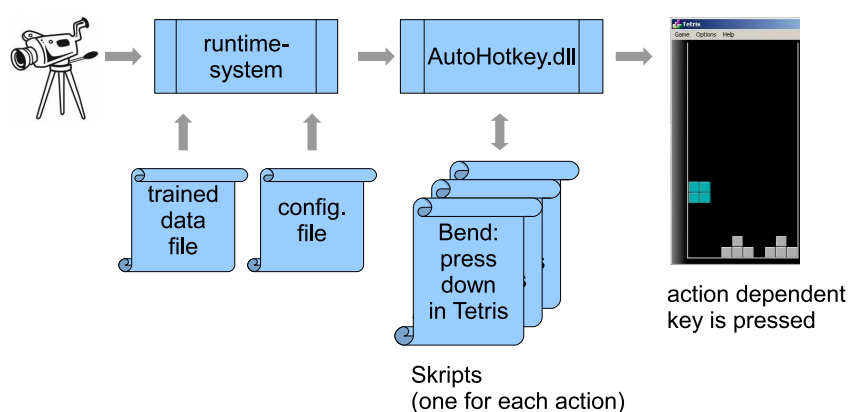 runtime-
system
AutoHotkey.dll
Tetris
Game Options Help
trained
data
file
config.
file
Bend:
press
down
in Tetris
s
action dependent
key is pressed
Skripts
(one for each action)